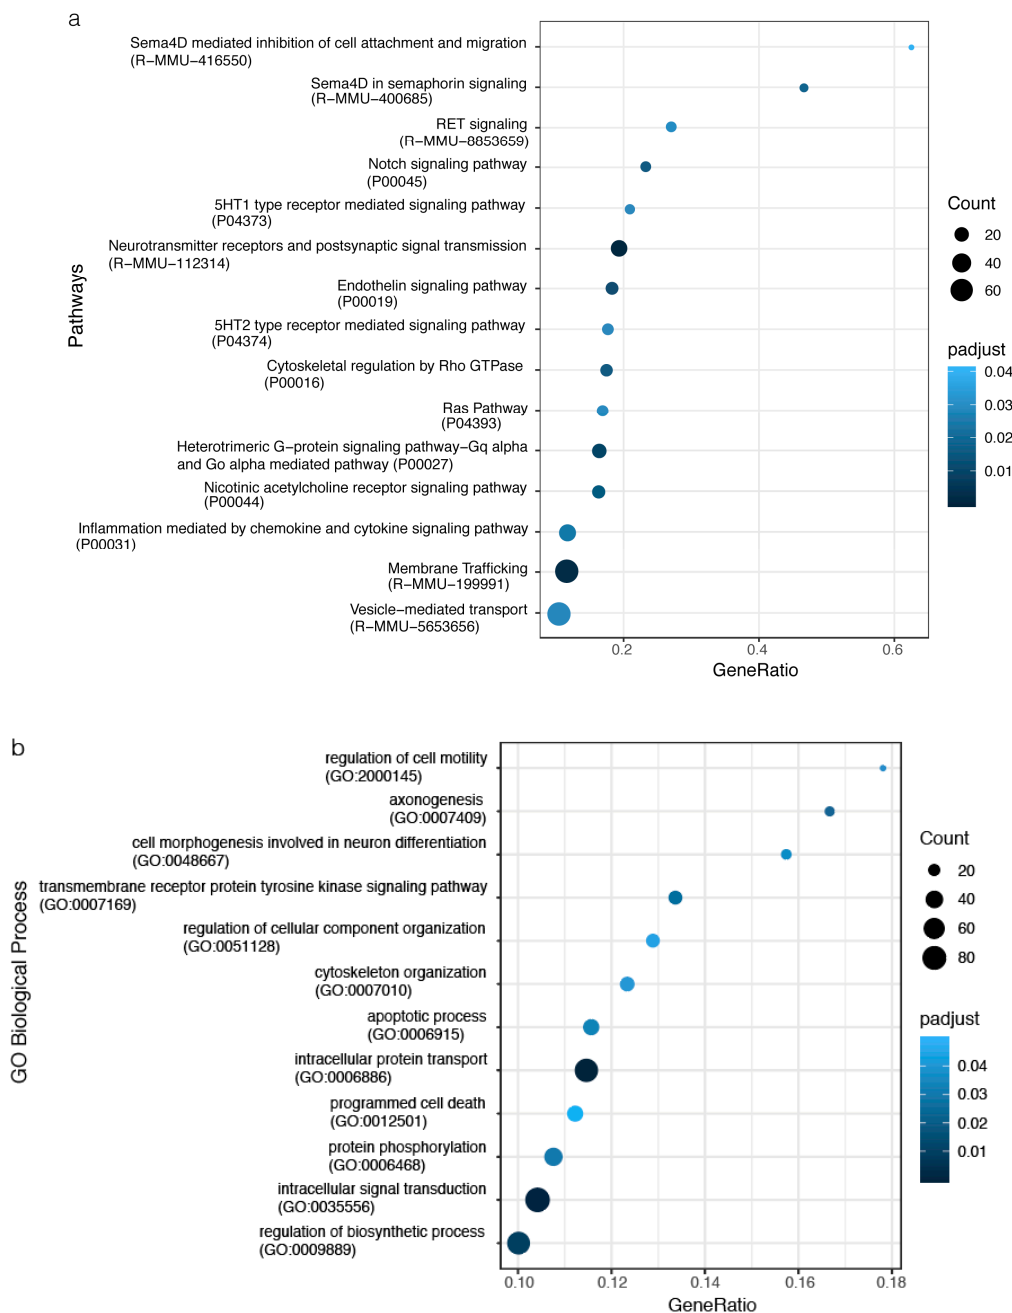 a
Sema4D mediated inhibition of cell attachment and migration
(R−MMU−416550)
Sema4D in semaphorin signaling
(R−MMU−400685)
RET signaling
(R−MMU−8853659)
Notch signaling pathway
(P00045)
5HT1 type receptor mediated signaling pathway
(P04373)
Neurotransmitter receptors and postsynaptic signal transmission
(R−MMU−112314)
Endothelin signaling pathway
(P00019)
5HT2 type receptor mediated signaling pathway
(P04374)
Cytoskeletal regulation by Rho GTPase
(P00016)
Ras Pathway
(P04393)
Heterotrimeric G−protein signaling pathway−Gq alpha
and Go alpha mediated pathway (P00027)
Nicotinic acetylcholine receptor signaling pathway
(P00044)
Inflammation mediated by chemokine and cytokine signaling pathway
(P00031)
Membrane Trafficking
(R−MMU−199991)
Vesicle−mediated transport
(R−MMU−5653656)
Pathways
0.2 0.4 0.6
GeneRatio
Count
20
40
60
padjust
0.04
0.03
0.02
0.01
b
regulation of cell motility
(GO:2000145)
axonogenesis
(GO:0007409)
cell morphogenesis involved in neuron differentiation
(GO:0048667)
transmembrane receptor protein tyrosine kinase signaling pathway
(GO:0007169)
regulation of cellular component organization
(GO:0051128)
cytoskeleton organization
(GO:0007010)
apoptotic process
(GO:0006915)
intracellular protein transport
(GO:0006886)
programmed cell death
(GO:0012501)
protein phosphorylation
(GO:0006468)
intracellular signal transduction
(GO:0035556)
regulation of biosynthetic process
(GO:0009889)
GO Biological Process
0.10 0.12 0.14 0.16 0.18
GeneRatio
Count
20
40
60
80
padjust
0.04
0.03
0.02
0.01